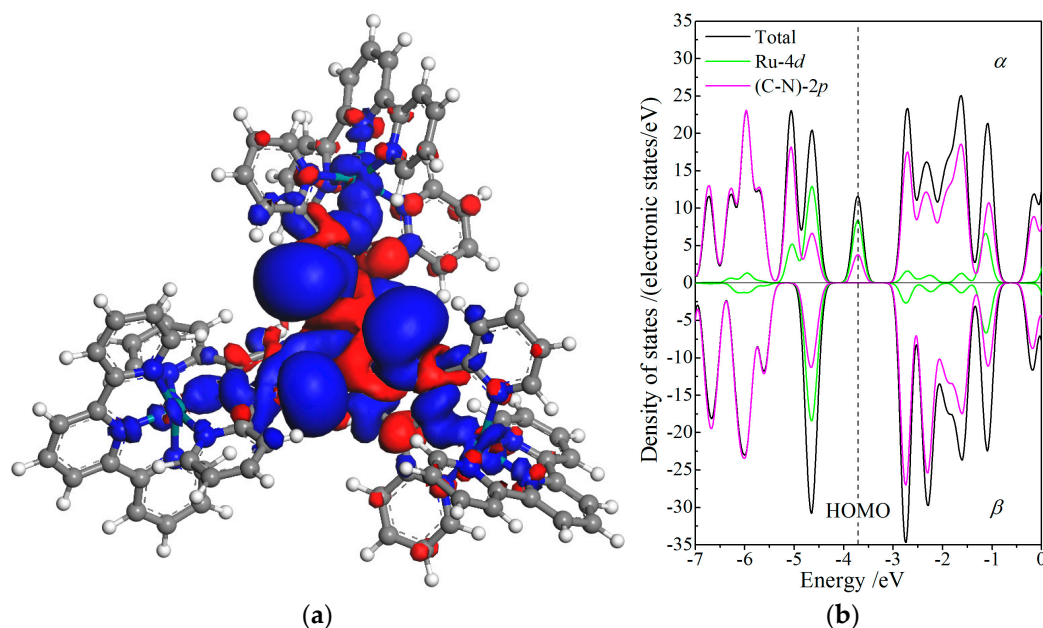 35
30
25
20
15
10
5
0
-5
-10
-15
-20
-25
-30
-35
Density of states /(electronic states/eV)
Total
Ru-4d
(C-N)-2p
α
HOMO
β
-7 -6 -5 -4 -3 -2 -1 0
Energy /eV
(a) (b)